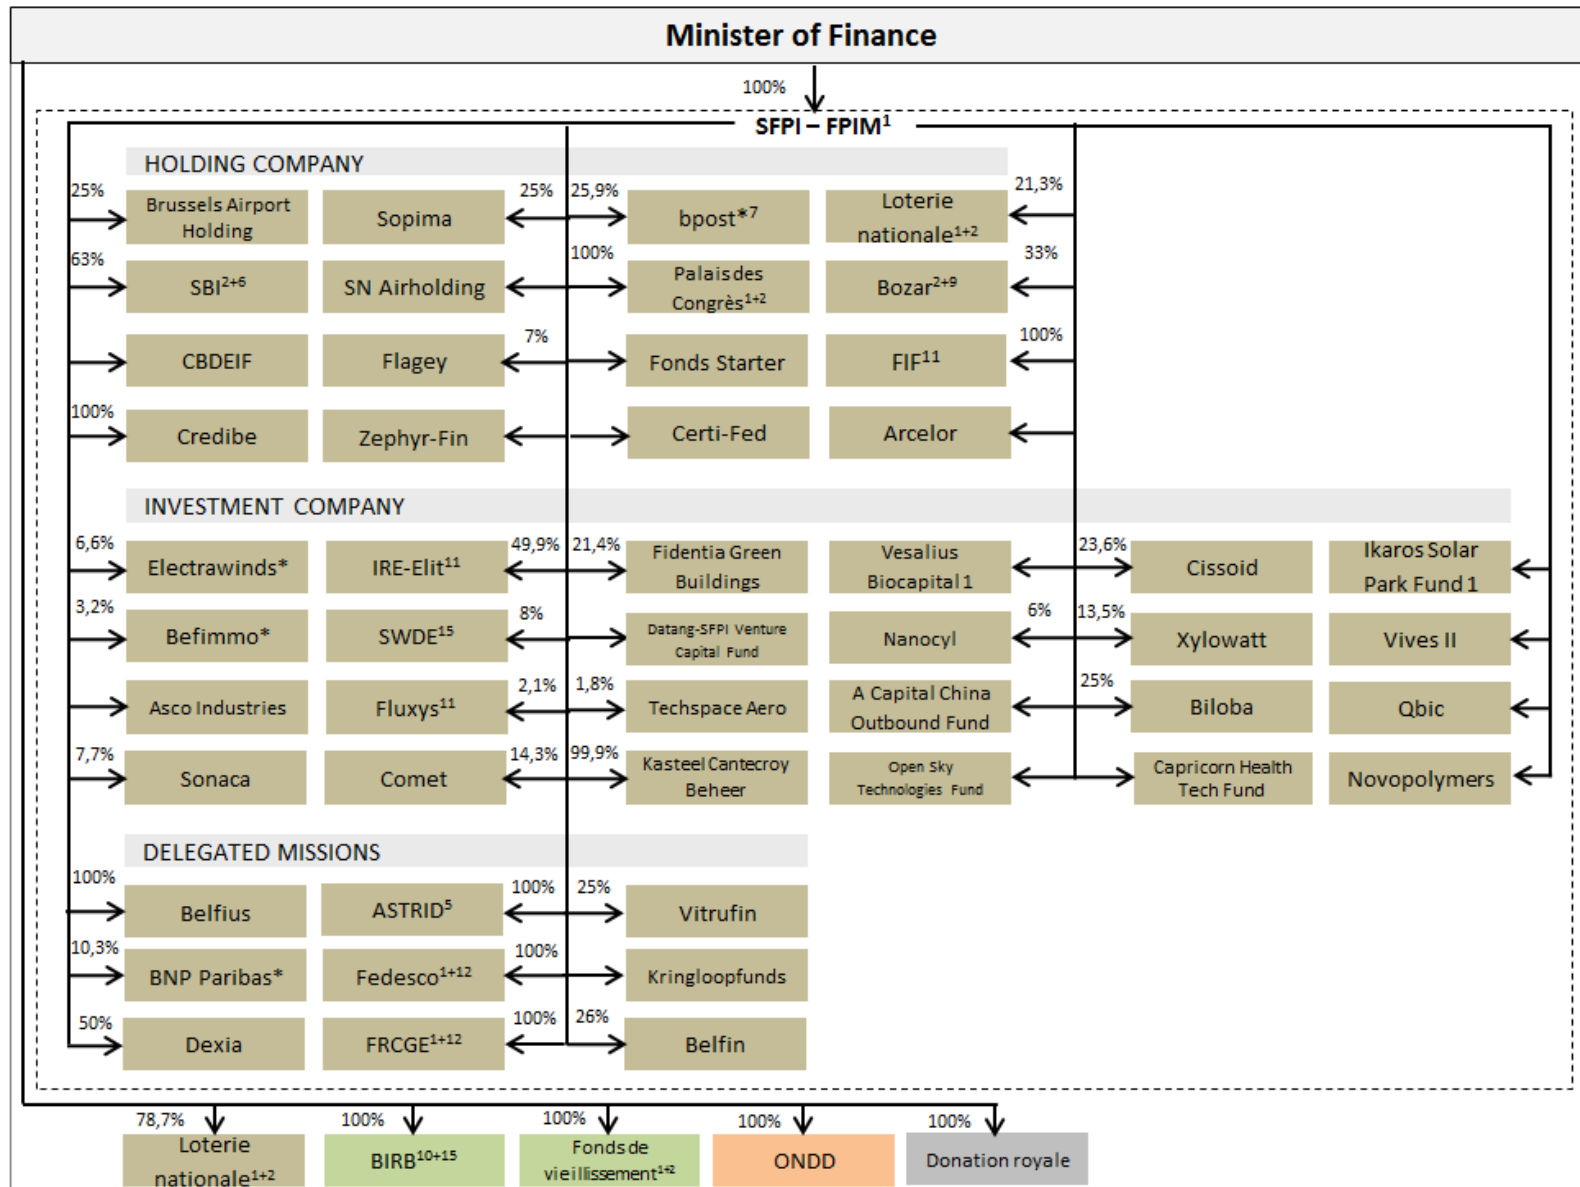 Minister of Finance
100%
SFPI – FPIM¹
HOLDING COMPANY
25%
Brussels Airport
Holding
Sopima
25%
25,9%
bpost*⁷
Loterie
nationale¹⁺²
21,3%
63%
SBI²⁺⁶
SN Airholding
100%
Palais des
Congrès¹⁺²
Bozar²⁺⁹
33%
CBDEIF
Flagey
7%
Fonds Starter
FIF¹¹
100%
100%
Credibe
Zephyr-Fin
Certi-Fed
Arcelor
INVESTMENT COMPANY
6,6%
Electrawinds*
IRE-Elit¹¹
49,9%
21,4%
Fidentia Green
Buildings
Vesalius
Biocapital 1
23,6%
Cissoid
Ikaros Solar
Park Fund 1
3,2%
Befimmo*
SWDE¹⁵
8%
Datang-SFPI Venture
Capital Fund
Nanocyl
6%
13,5%
Xylowatt
Vives II
Asco Industries
Fluxys¹¹
2,1%
1,8%
Techspace Aero
A Capital China
Outbound Fund
25%
Biloba
Qbic
7,7%
Sonaca
Comet
14,3%
99,9%
Kasteel Cantecroy
Beheer
Open Sky
Technologies Fund
Capricorn Health
Tech Fund
Novopolymers
DELEGATED MISSIONS
100%
Belfius
ASTRID⁵
100%
25%
Vitrufin
10,3%
BNP Paribas*
Fedesco¹⁺¹²
100%
Kringloopfunds
50%
Dexia
FRCGE¹⁺¹²
100%
26%
Belfin
78,7%
Loterie
nationale¹⁺²
100%
BIRB¹⁰⁺¹⁵
100%
Fonds de
vieillissement¹⁺²
100%
ONDD
100%
Donation royale